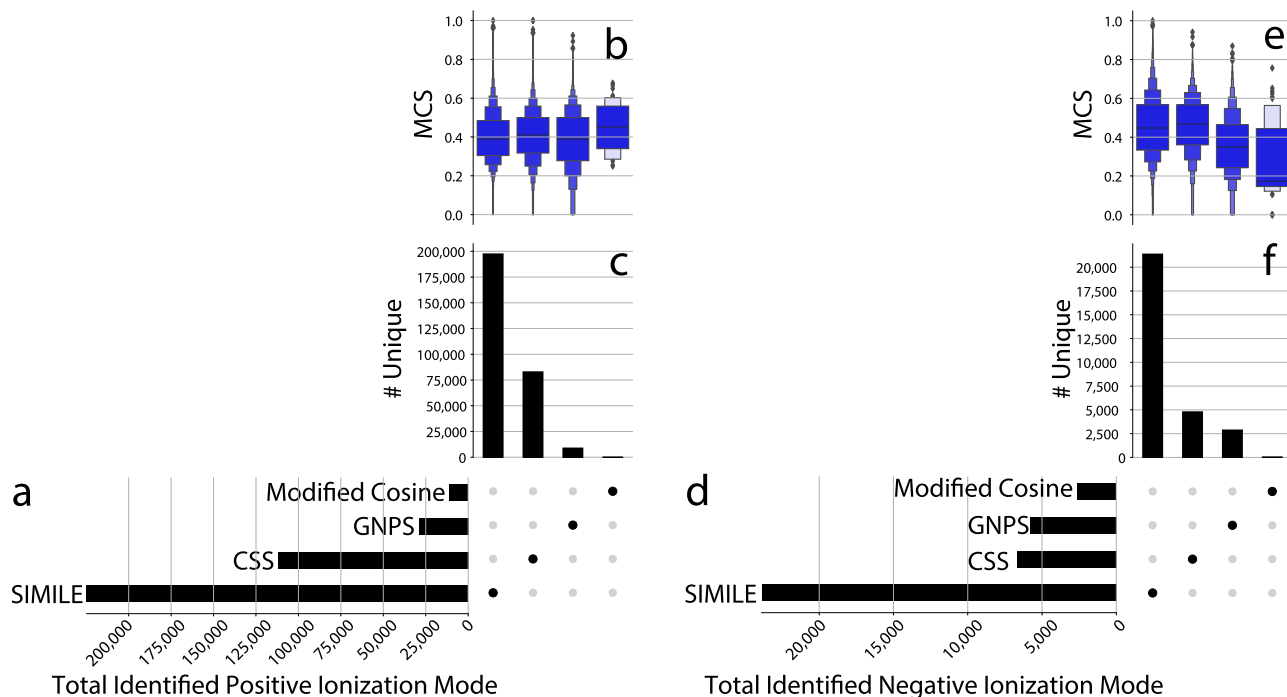 b
1.0
0.8
0.6
0.4
0.2
0.0
MCS
c
200,000
175,000
150,000
125,000
100,000
75,000
50,000
25,000
0
# Unique
a
Modified Cosine
GNPS
CSS
SIMILE
200,000
175,000
150,000
125,000
100,000
75,000
50,000
25,000
0
Total Identified Positive Ionization Mode
e
1.0
0.8
0.6
0.4
0.2
0.0
MCS
f
20,000
17,500
15,000
12,500
10,000
7,500
5,000
2,500
0
# Unique
d
Modified Cosine
GNPS
CSS
SIMILE
20,000
15,000
10,000
5,000
0
Total Identified Negative Ionization Mode